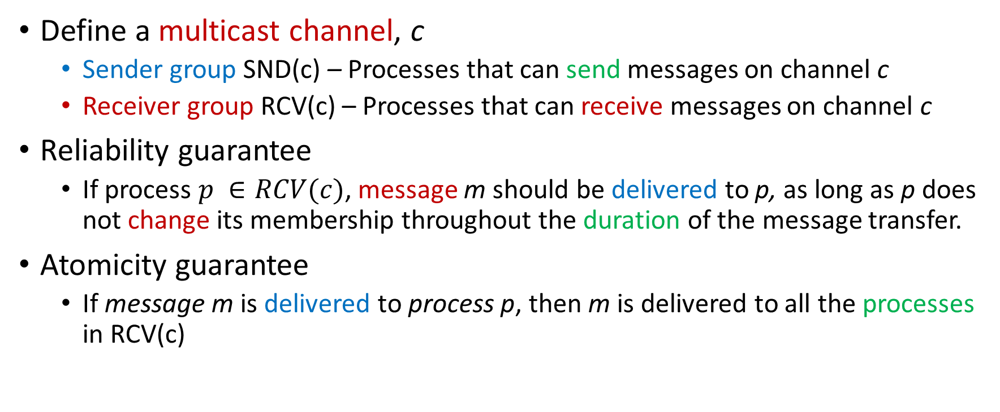 • Define a multicast channel, c
• Sender group SND(c) – Processes that can send messages on channel c
• Receiver group RCV(c) – Processes that can receive messages on channel c
• Reliability guarantee
• If process p ∈ RCV(c), message m should be delivered to p, as long as p does
not change its membership throughout the duration of the message transfer.
• Atomicity guarantee
• If message m is delivered to process p, then m is delivered to all the processes
in RCV(c)